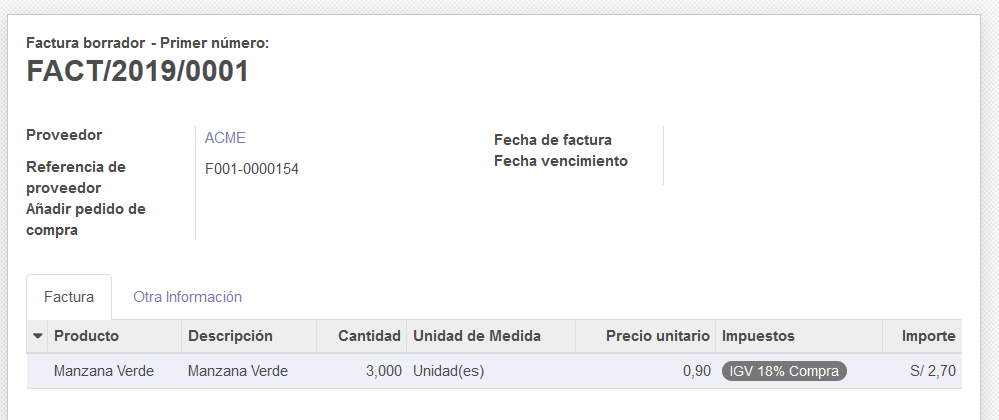 Factura borrador - Primer número:
FACT/2019/0001
Proveedor ACME
Referencia de proveedor F001-0000154
Añadir pedido de compra
Fecha de factura
Fecha vencimiento
Factura Otra Información
Producto Descripción Cantidad Unidad de Medida Precio unitario Impuestos Importe
Manzana Verde Manzana Verde 3,000 Unidad(es) 0,90 IGV 18% Compra S/ 2,70